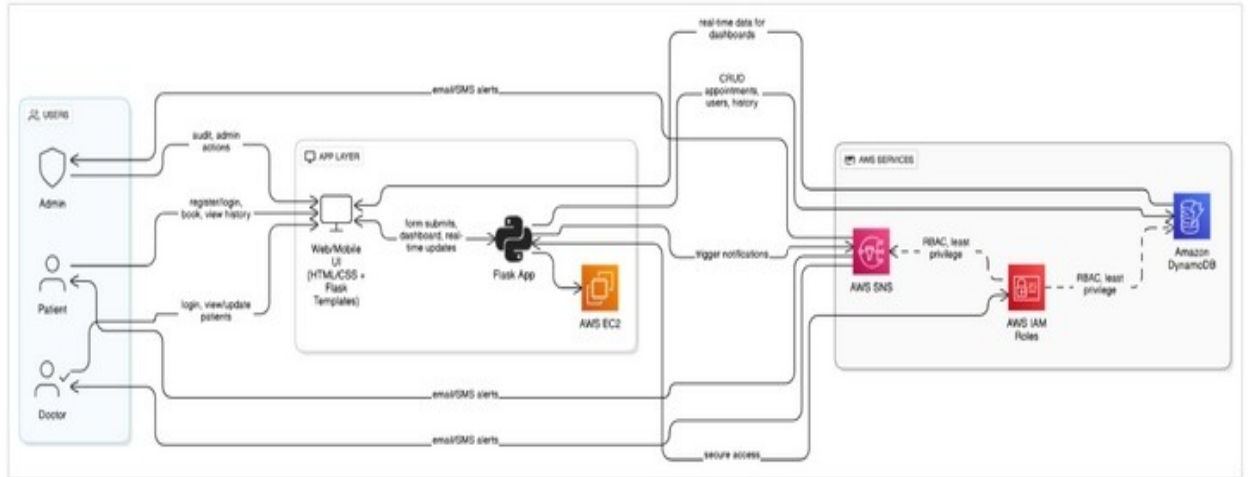 real-time data for
dashboards
CRUD
appointments,
users, history
email/SMS alerts
USERS
audit, admin
actions
APP LAYER
AWS SERVICES
Admin
register/login,
book, view history
form submits,
dashboard, real-
time updates
Web/Mobile
UI
(HTML/CSS +
Flask
Templates)
Flask App
trigger notifications
RBAC, least
privilege
Amazon
DynamoDB
AWS SNS
RBAC, least
privilege
Patient
login, view/update
patients
AWS EC2
AWS IAM
Roles
email/SMS alerts
Doctor
email/SMS alerts
secure access